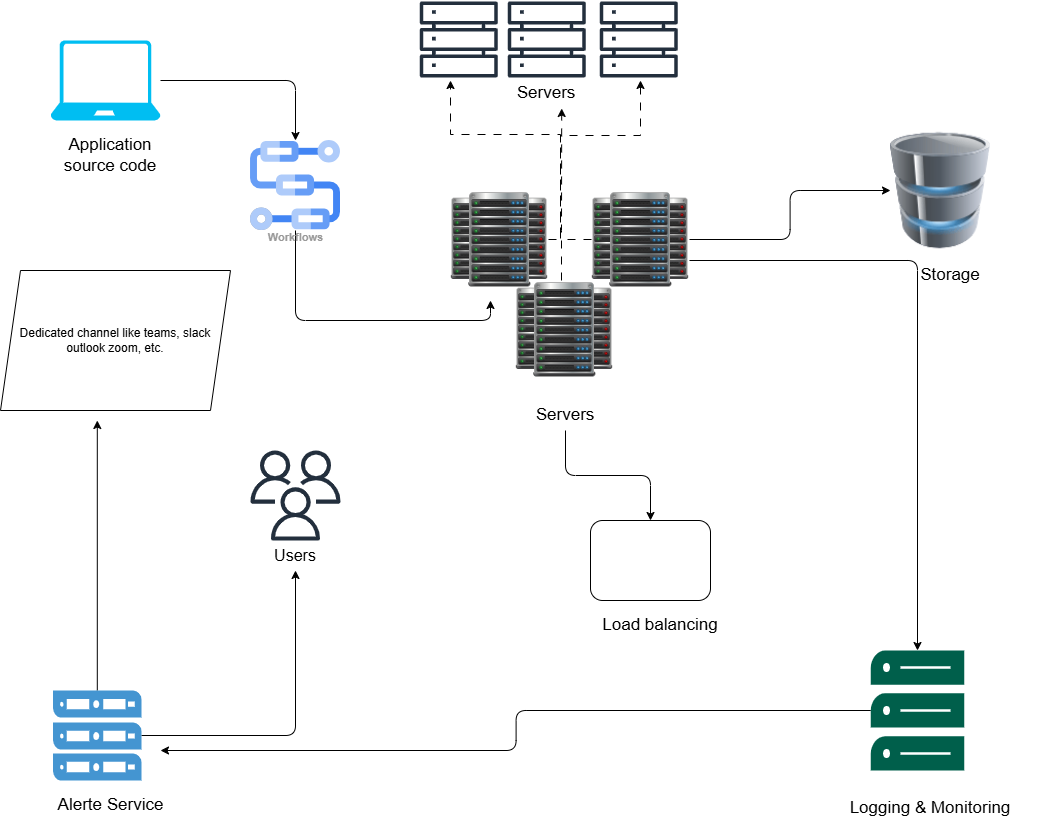 Servers
Application
source code
Workflows
Storage
Dedicated channel like teams, slack
outlook zoom, etc.
Servers
Users
Load balancing
Alerte Service
Logging & Monitoring